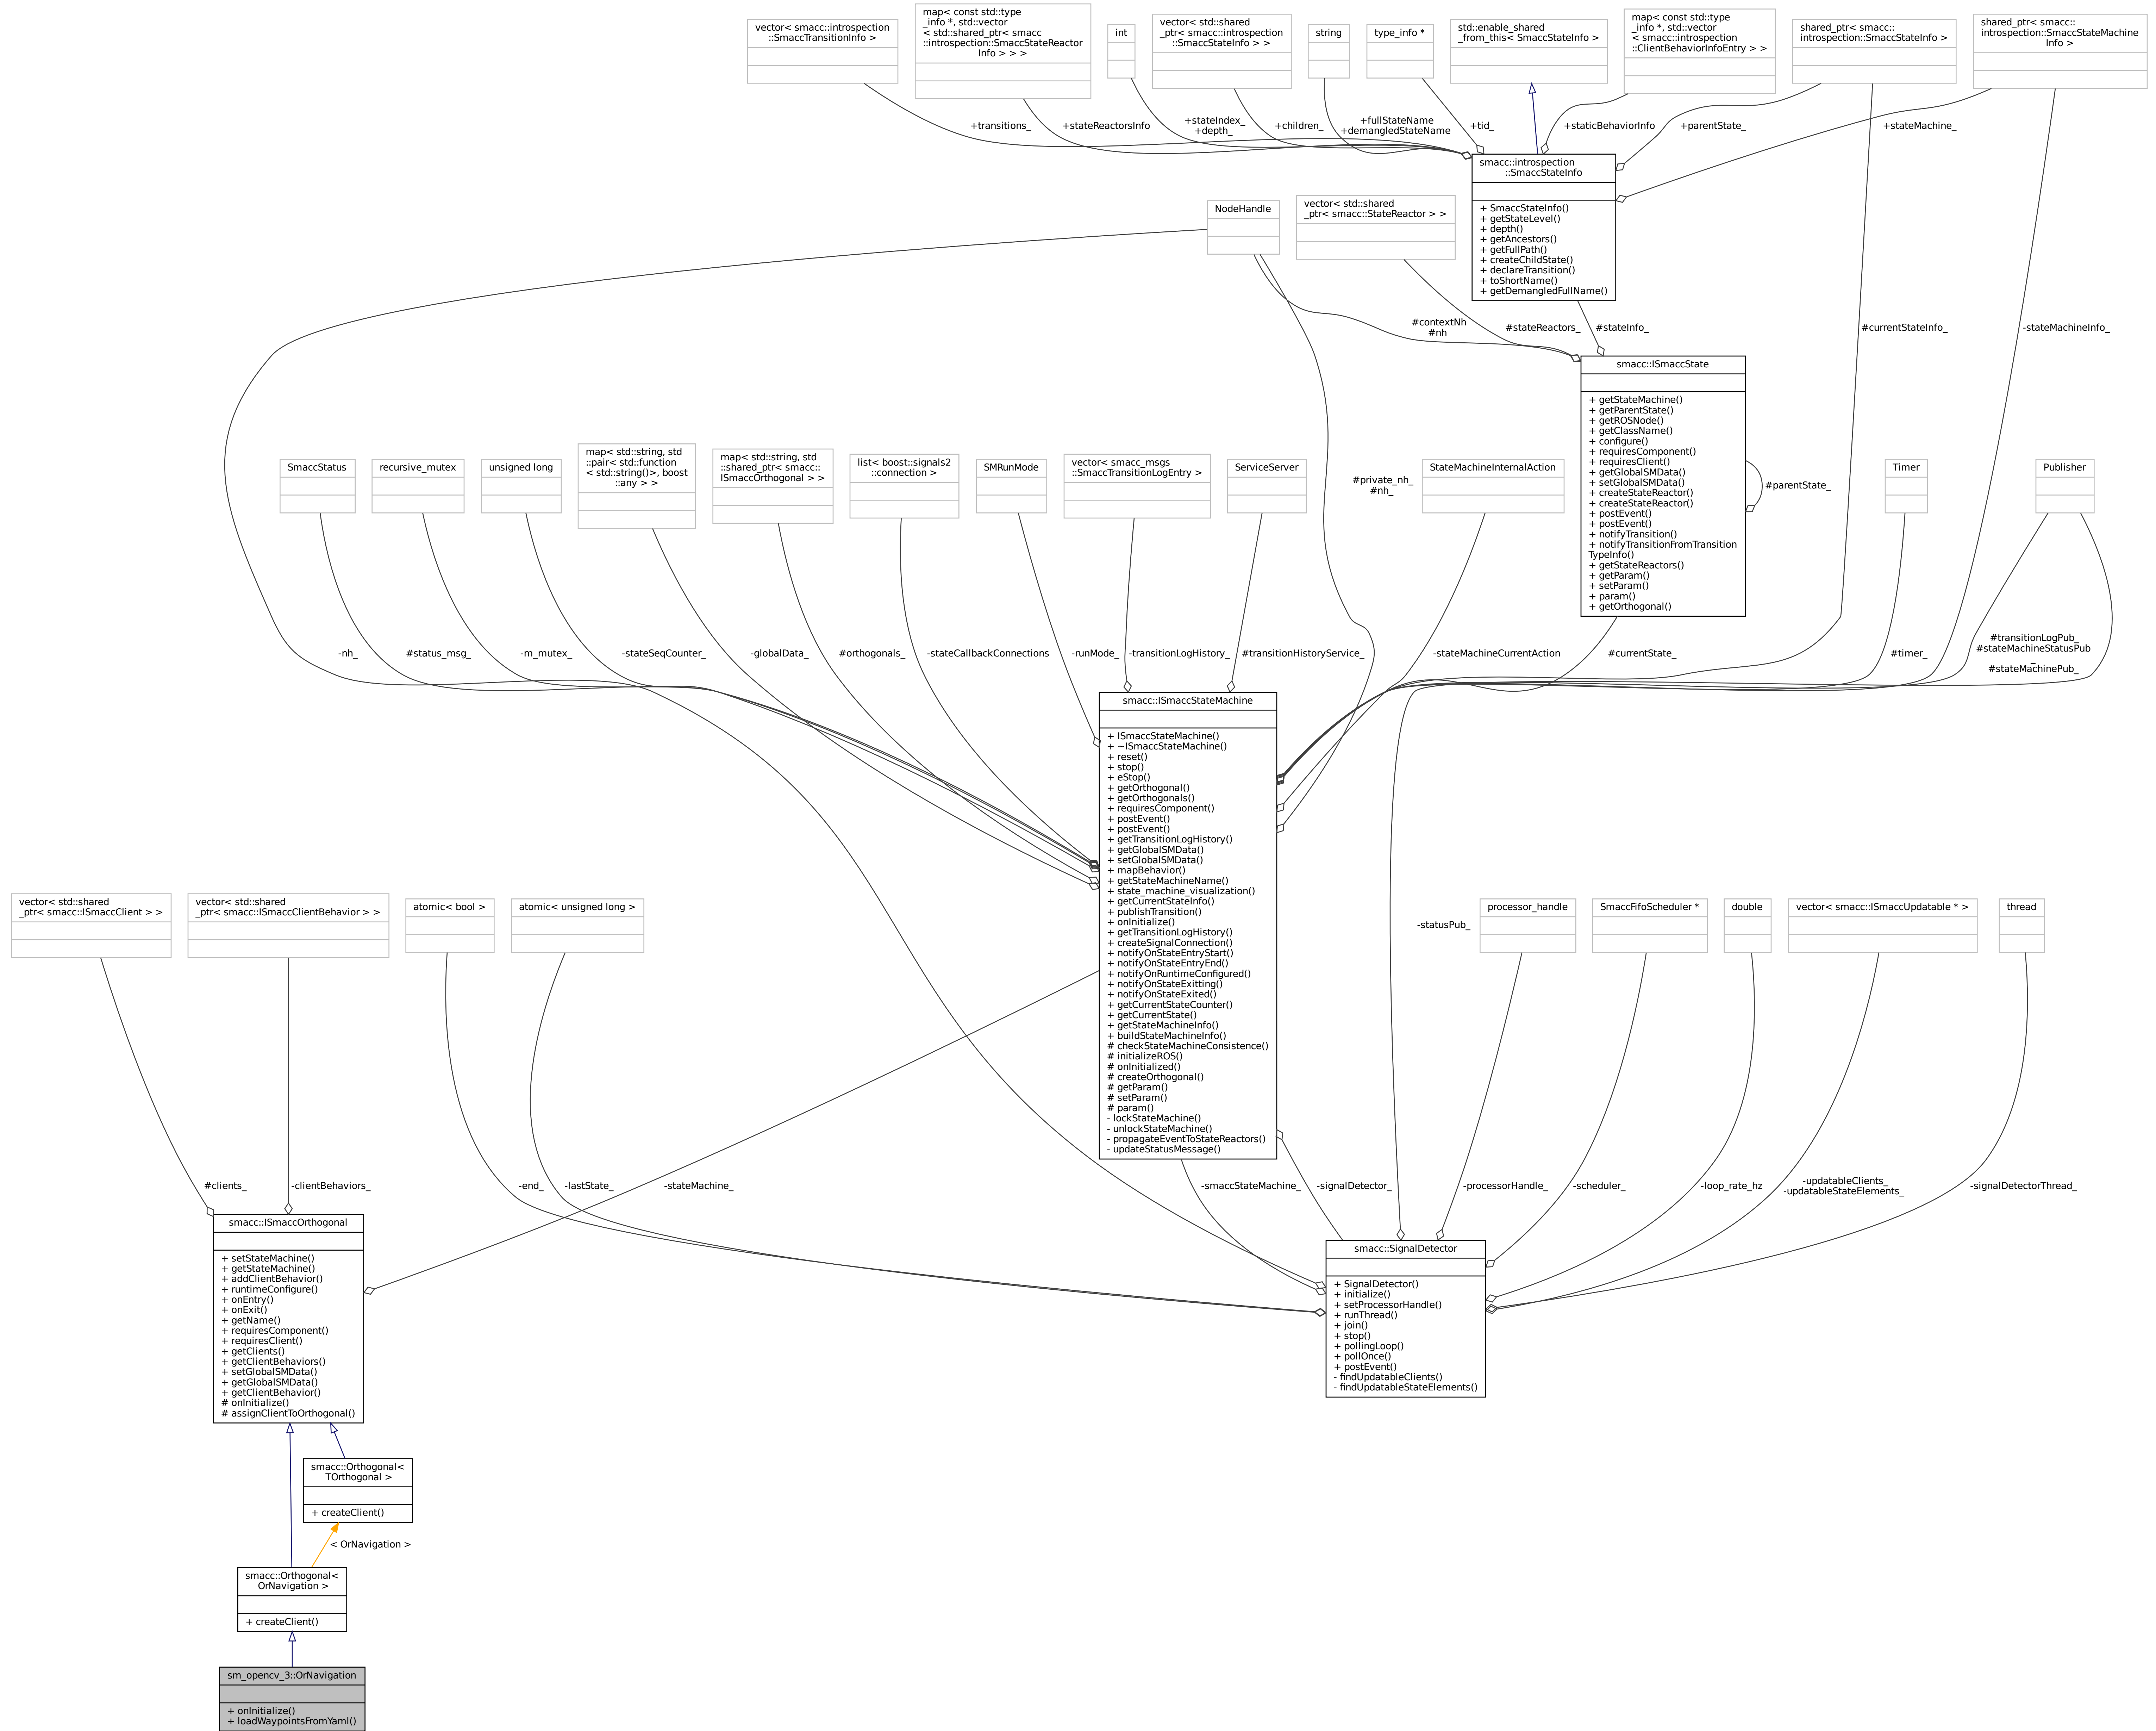 vector< smacc::introspection
::SmaccTransitionInfo >
map< const std::type
_info *, std::vector
< std::shared_ptr< smacc
::introspection::SmaccStateReactor
Info > > >
int
vector< std::shared
_ptr< smacc::introspection
::SmaccStateInfo > >
string
type_info *
std::enable_shared
_from_this< SmaccStateInfo >
map< const std::type
_info *, std::vector
< smacc::introspection
::ClientBehaviorInfoEntry > >
shared_ptr< smacc::
introspection::SmaccStateInfo >
shared_ptr< smacc::
introspection::SmaccStateMachine
Info >
+transitions_
+stateReactorsInfo
+stateIndex_
+depth_
+children_
+fullStateName
+demangledStateName
+tid_
+staticBehaviorInfo
+parentState_
+stateMachine_
smacc::introspection
::SmaccStateInfo
+ SmaccStateInfo()
+ getStateLevel()
+ depth()
+ getAncestors()
+ getFullPath()
+ createChildState()
+ declareTransition()
+ toShortName()
+ getDemangledFullName()
NodeHandle
vector< std::shared
_ptr< smacc::StateReactor > >
#contextNh
#nh
#stateReactors_
#stateInfo_
#currentStateInfo_
-stateMachineInfo_
smacc::ISmaccState
+ getStateMachine()
+ getParentState()
+ getROSNode()
+ getClassName()
+ configure()
+ requiresComponent()
+ requiresClient()
+ getGlobalSMData()
+ setGlobalSMData()
+ createStateReactor()
+ createStateReactor()
+ postEvent()
+ postEvent()
+ notifyTransition()
+ notifyTransitionFromTransition
TypeInfo()
+ getStateReactors()
+ getParam()
+ setParam()
+ param()
+ getOrthogonal()
#parentState_
SmaccStatus
recursive_mutex
unsigned long
map< std::string, std
::pair< std::function
< std::string()>, boost
::any > >
map< std::string, std
::shared_ptr< smacc::
ISmaccOrthogonal > >
list< boost::signals2
::connection >
SMRunMode
vector< smacc_msgs
::SmaccTransitionLogEntry >
ServiceServer
#private_nh_
#nh_
StateMachineInternalAction
Timer
Publisher
-nh_
#status_msg_
-m_mutex_
-stateSeqCounter_
-globalData_
#orthogonals_
-stateCallbackConnections
-runMode_
-transitionLogHistory_
#transitionHistoryService_
-stateMachineCurrentAction
#currentState_
#timer_
#transitionLogPub_
#stateMachineStatusPub
_
#stateMachinePub_
smacc::ISmaccStateMachine
+ ISmaccStateMachine()
+ ~ISmaccStateMachine()
+ reset()
+ stop()
+ eStop()
+ getOrthogonal()
+ getOrthogonals()
+ requiresComponent()
+ postEvent()
+ postEvent()
+ getTransitionLogHistory()
+ getGlobalSMData()
+ setGlobalSMData()
+ mapBehavior()
+ getStateMachineName()
+ state_machine_visualization()
+ getCurrentStateInfo()
+ publishTransition()
+ onInitialize()
+ getTransitionLogHistory()
+ createSignalConnection()
+ notifyOnStateEntryStart()
+ notifyOnStateEntryEnd()
+ notifyOnRuntimeConfigured()
+ notifyOnStateExitting()
+ notifyOnStateExited()
+ getCurrentStateCounter()
+ getCurrentState()
+ getStateMachineInfo()
+ buildStateMachineInfo()
# checkStateMachineConsistence()
# initializeROS()
# onInitialized()
# createOrthogonal()
# getParam()
# setParam()
# param()
- lockStateMachine()
- unlockStateMachine()
- propagateEventToStateReactors()
- updateStatusMessage()
vector< std::shared
_ptr< smacc::ISmaccClient > >
vector< std::shared
_ptr< smacc::ISmaccClientBehavior > >
atomic< bool >
atomic< unsigned long >
-statusPub_
processor_handle
SmaccFifoScheduler *
double
vector< smacc::ISmaccUpdatable * >
thread
#clients_
-clientBehaviors_
-end_
-lastState_
-stateMachine_
-smaccStateMachine_
-signalDetector_
-processorHandle_
-scheduler_
-loop_rate_hz
-updatableClients_
-updatableStateElements_
-signalDetectorThread_
smacc::ISmaccOrthogonal
+ setStateMachine()
+ getStateMachine()
+ addClientBehavior()
+ runtimeConfigure()
+ onEntry()
+ onExit()
+ getName()
+ requiresComponent()
+ requiresClient()
+ getClients()
+ getClientBehaviors()
+ setGlobalSMData()
+ getGlobalSMData()
+ getClientBehavior()
# onInitialize()
# assignClientToOrthogonal()
smacc::SignalDetector
+ SignalDetector()
+ initialize()
+ setProcessorHandle()
+ runThread()
+ join()
+ stop()
+ pollingLoop()
+ pollOnce()
+ postEvent()
- findUpdatableClients()
- findUpdatableStateElements()
smacc::Orthogonal<
TOrthogonal >
+ createClient()
< OrNavigation >
smacc::Orthogonal<
OrNavigation >
+ createClient()
sm_opencv_3::OrNavigation
+ onInitialize()
+ loadWaypointsFromYaml()